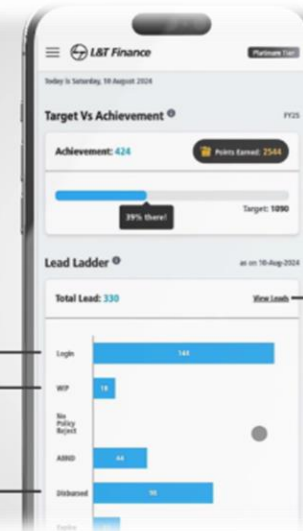 L&T Finance
Platinum Tier
Today is Saturday, 10 August 2024
Target Vs Achievement
FY25
Achievement: 424
Points Earned: 2544
39% there!
Target: 1090
Lead Ladder
as on 10-Aug-2024
Total Lead: 330
View Leads
Login
144
WIP
18
No
Policy
Reject
ABND
44
Disbursed